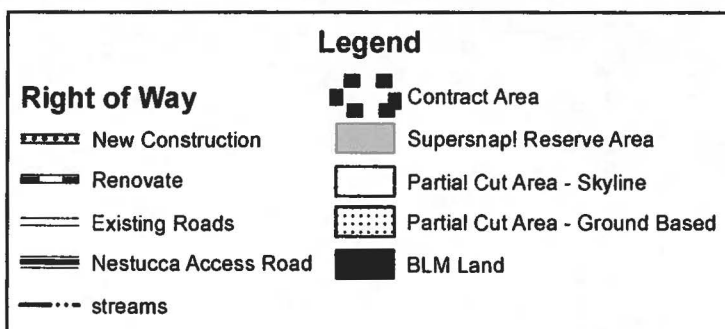 Legend
Right of Way
New Construction
Renovate
Existing Roads
Nestucca Access Road
streams
Contract Area
Supersnap! Reserve Area
Partial Cut Area - Skyline
Partial Cut Area - Ground Based
BLM Land